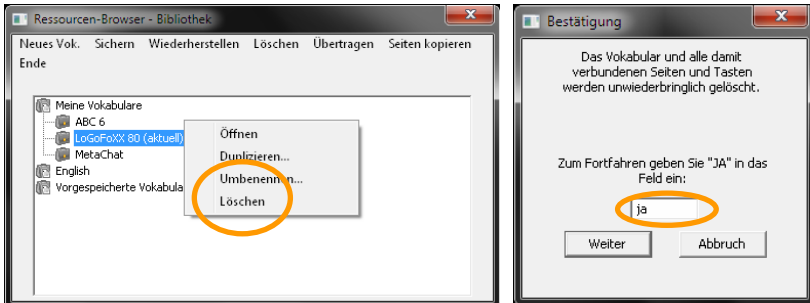 Ressourcen-Browser - Bibliothek
Neues Vok. Sichern Wiederherstellen Löschen Übertragen Seiten kopieren
Ende
Meine Vokabulare
ABC 6
LoGoFoXX 80 (aktuell)
MetaChat
English
Vorgespeicherte Vokabula
Öffnen
Duplizieren...
Umbenennen...
Löschen
Bestätigung
Das Vokabular und alle damit
verbundenen Seiten und Tasten
werden unwiederbringlich gelöscht.
Zum Fortfahren geben Sie "JA" in das
Feld ein:
ja
Weiter Abbruch